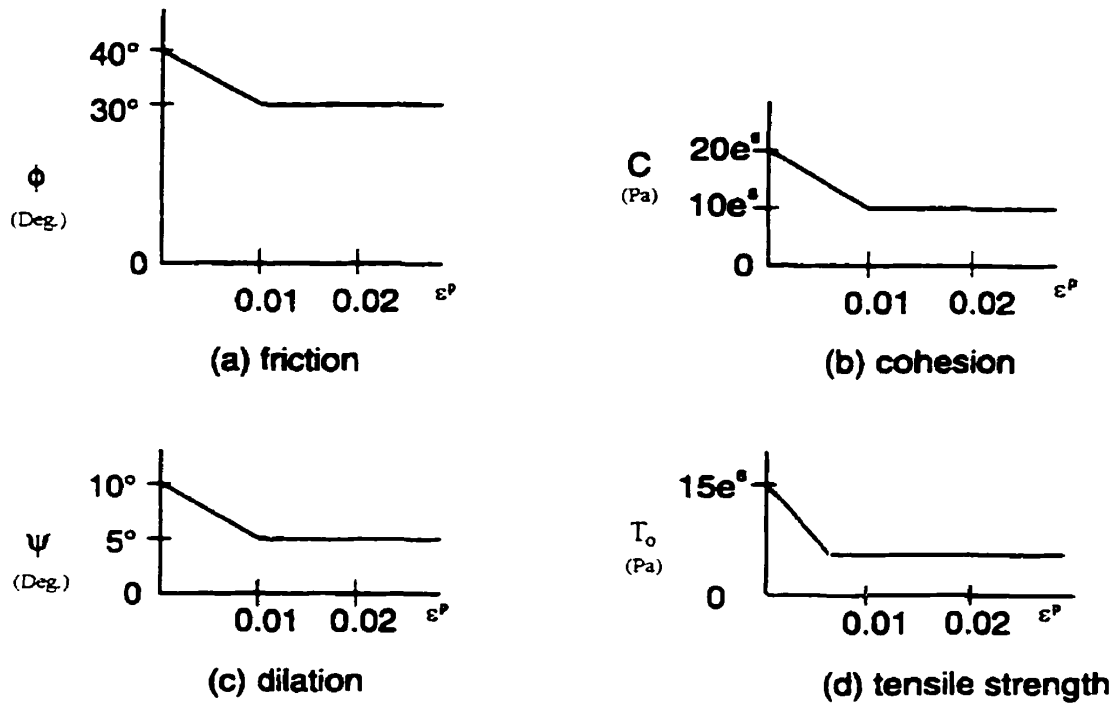 40°
30°
ϕ
(Deg.)
0
0.01 0.02 εᵖ
(a) friction
C
(Pa)
20e⁶
10e⁶
0
0.01 0.02 εᵖ
(b) cohesion
10°
5°
ψ
(Deg.)
0
0.01 0.02 εᵖ
(c) dilation
15e⁶
T₀
(Pa)
0
0.01 0.02 εᵖ
(d) tensile strength